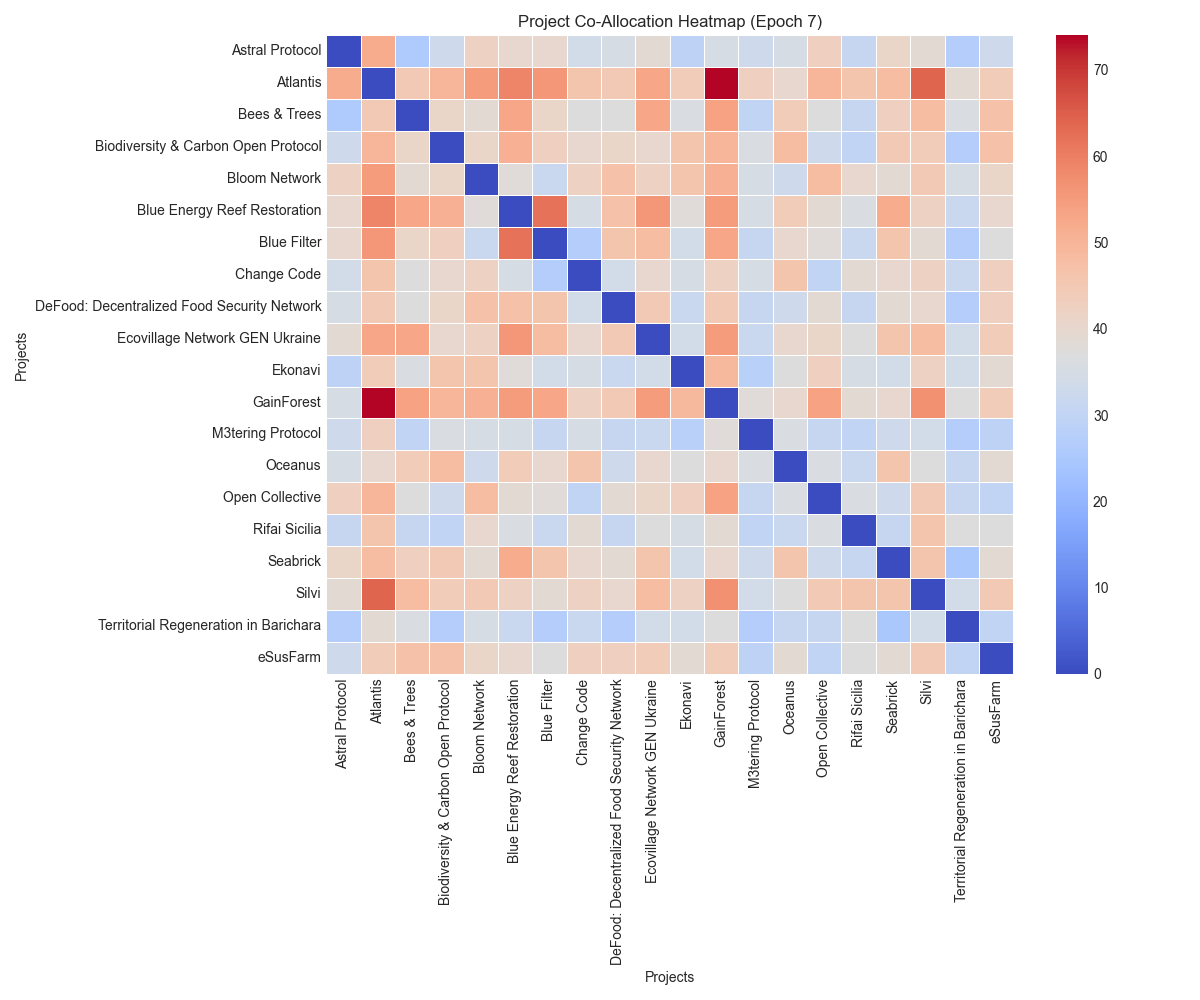 Project Co-Allocation Heatmap (Epoch 7)
Projects
Astral Protocol
Atlantis
Bees & Trees
Biodiversity & Carbon Open Protocol
Bloom Network
Blue Energy Reef Restoration
Blue Filter
Change Code
DeFood: Decentralized Food Security Network
Ecovillage Network GEN Ukraine
Ekonavi
GainForest
M3tering Protocol
Oceanus
Open Collective
Rifai Sicilia
Seabrick
Silvi
Territorial Regeneration in Barichara
eSusFarm
Astral Protocol
Atlantis
Bees & Trees
Biodiversity & Carbon Open Protocol
Bloom Network
Blue Energy Reef Restoration
Blue Filter
Change Code
DeFood: Decentralized Food Security Network
Ecovillage Network GEN Ukraine
Ekonavi
GainForest
M3tering Protocol
Oceanus
Open Collective
Rifai Sicilia
Seabrick
Silvi
Territorial Regeneration in Barichara
eSusFarm
Projects
70
60
50
40
30
20
10
0